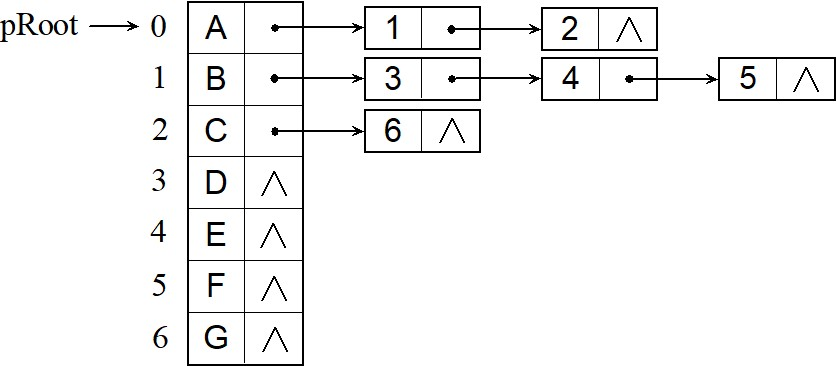 pRoot 0 A 1 2 ∧
1 B 3 4 5 ∧
2 C 6 ∧
3 D ∧
4 E ∧
5 F ∧
6 G ∧